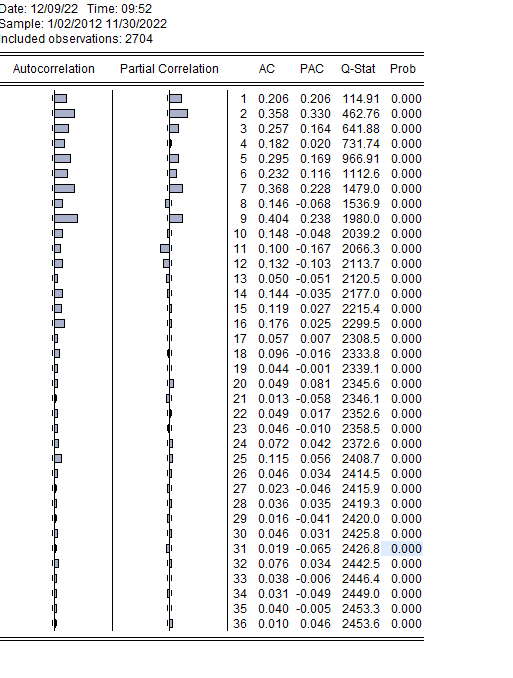 Date: 12/09/22 Time: 09:52
Sample: 1/02/2012 11/30/2022
Included observations: 2704
Autocorrelation Partial Correlation AC PAC Q-Stat Prob
1 0.206 0.206 114.91 0.000
2 0.358 0.330 462.76 0.000
3 0.257 0.164 641.88 0.000
4 0.182 0.020 731.74 0.000
5 0.295 0.169 966.91 0.000
6 0.232 0.116 1112.6 0.000
7 0.368 0.228 1479.0 0.000
8 0.146 -0.068 1536.9 0.000
9 0.404 0.238 1980.0 0.000
10 0.148 -0.048 2039.2 0.000
11 0.100 -0.167 2066.3 0.000
12 0.132 -0.103 2113.7 0.000
13 0.050 -0.051 2120.5 0.000
14 0.144 -0.035 2177.0 0.000
15 0.119 0.027 2215.4 0.000
16 0.176 0.025 2299.5 0.000
17 0.057 0.007 2308.5 0.000
18 0.096 -0.016 2333.8 0.000
19 0.044 -0.001 2339.1 0.000
20 0.049 0.081 2345.6 0.000
21 0.013 -0.058 2346.1 0.000
22 0.049 0.017 2352.6 0.000
23 0.046 -0.010 2358.5 0.000
24 0.072 0.042 2372.6 0.000
25 0.115 0.056 2408.7 0.000
26 0.046 0.034 2414.5 0.000
27 0.023 -0.046 2415.9 0.000
28 0.036 0.035 2419.3 0.000
29 0.016 -0.041 2420.0 0.000
30 0.046 0.031 2425.8 0.000
31 0.019 -0.065 2426.8 0.000
32 0.076 0.034 2442.5 0.000
33 0.038 -0.006 2446.4 0.000
34 0.031 -0.049 2449.0 0.000
35 0.040 -0.005 2453.3 0.000
36 0.010 0.046 2453.6 0.000